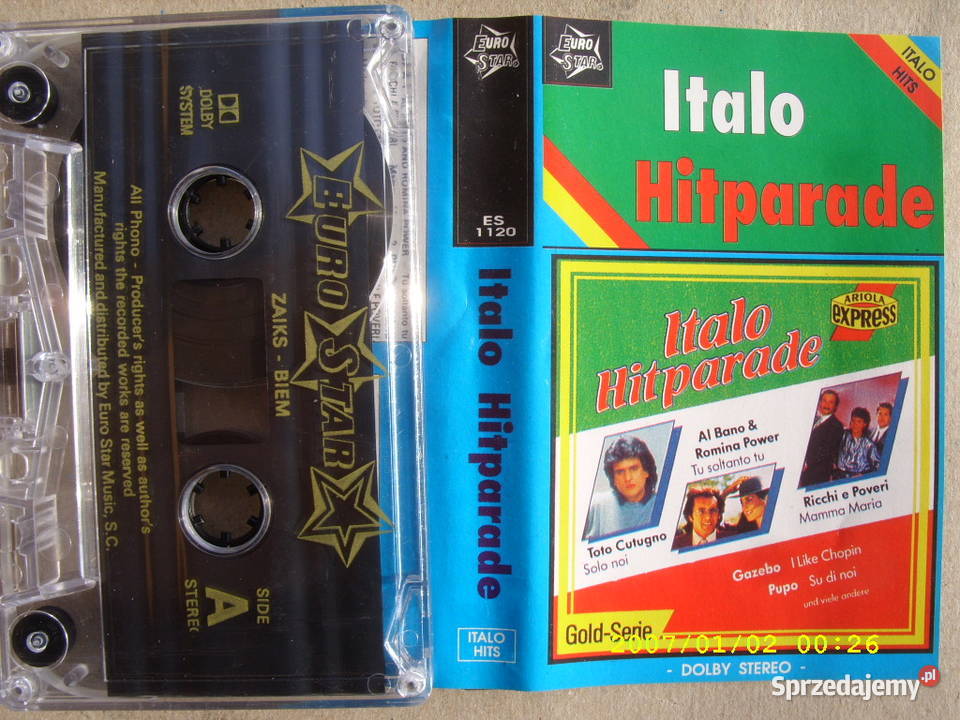 DOLBY
SYSTEM
All Phono - Producer's rights as well as author's
rights the recorded works are reserved
Manufactured and distributed by Euro Star Music, S.C.
EURO STAR
ZAIKS - BIEM
SIDE
A
STEREO
AND ROMINA POWER
EURO
STAR
ES
1120
Italo Hitparade
ITALO
HITS
EURO
STAR
ITALO
HITS
Italo
Hitparade
ARIOLA
EXPRESS
Italo
Hitparade
Al Bano &
Romina Power
Tu soltanto tu
Toto Cutugno
Solo noi
Ricchi e Poveri
Mamma Maria
Gazebo I Like Chopin
Pupo Su di noi
und viele andere
Gold-Serie
2007/01/02 00:26
- DOLBY STEREO -
Sprzedajemy.pl